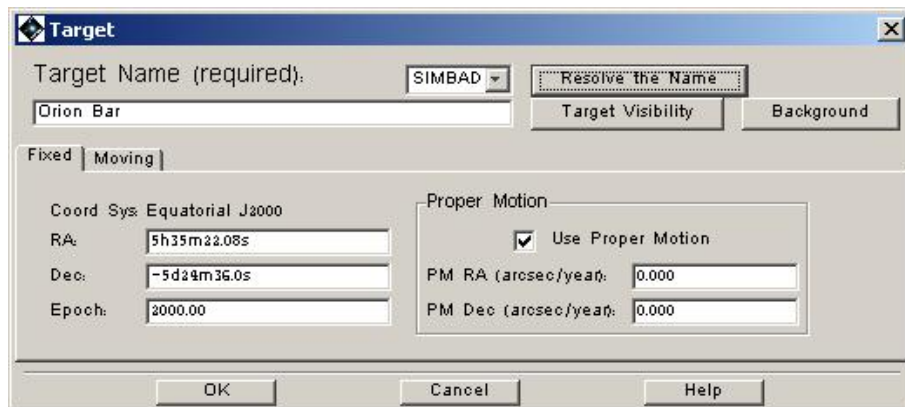 Target
Target Name (required): SIMBAD Resolve the Name
Orion Bar Target Visibility Background
Fixed Moving
Coord Sys: Equatorial J2000
RA: 5h35m22.08s
Dec: -5d24m36.0s
Epoch: 2000.00
Proper Motion
Use Proper Motion
PM RA (arcsec/year): 0.000
PM Dec (arcsec/year): 0.000
OK Cancel Help